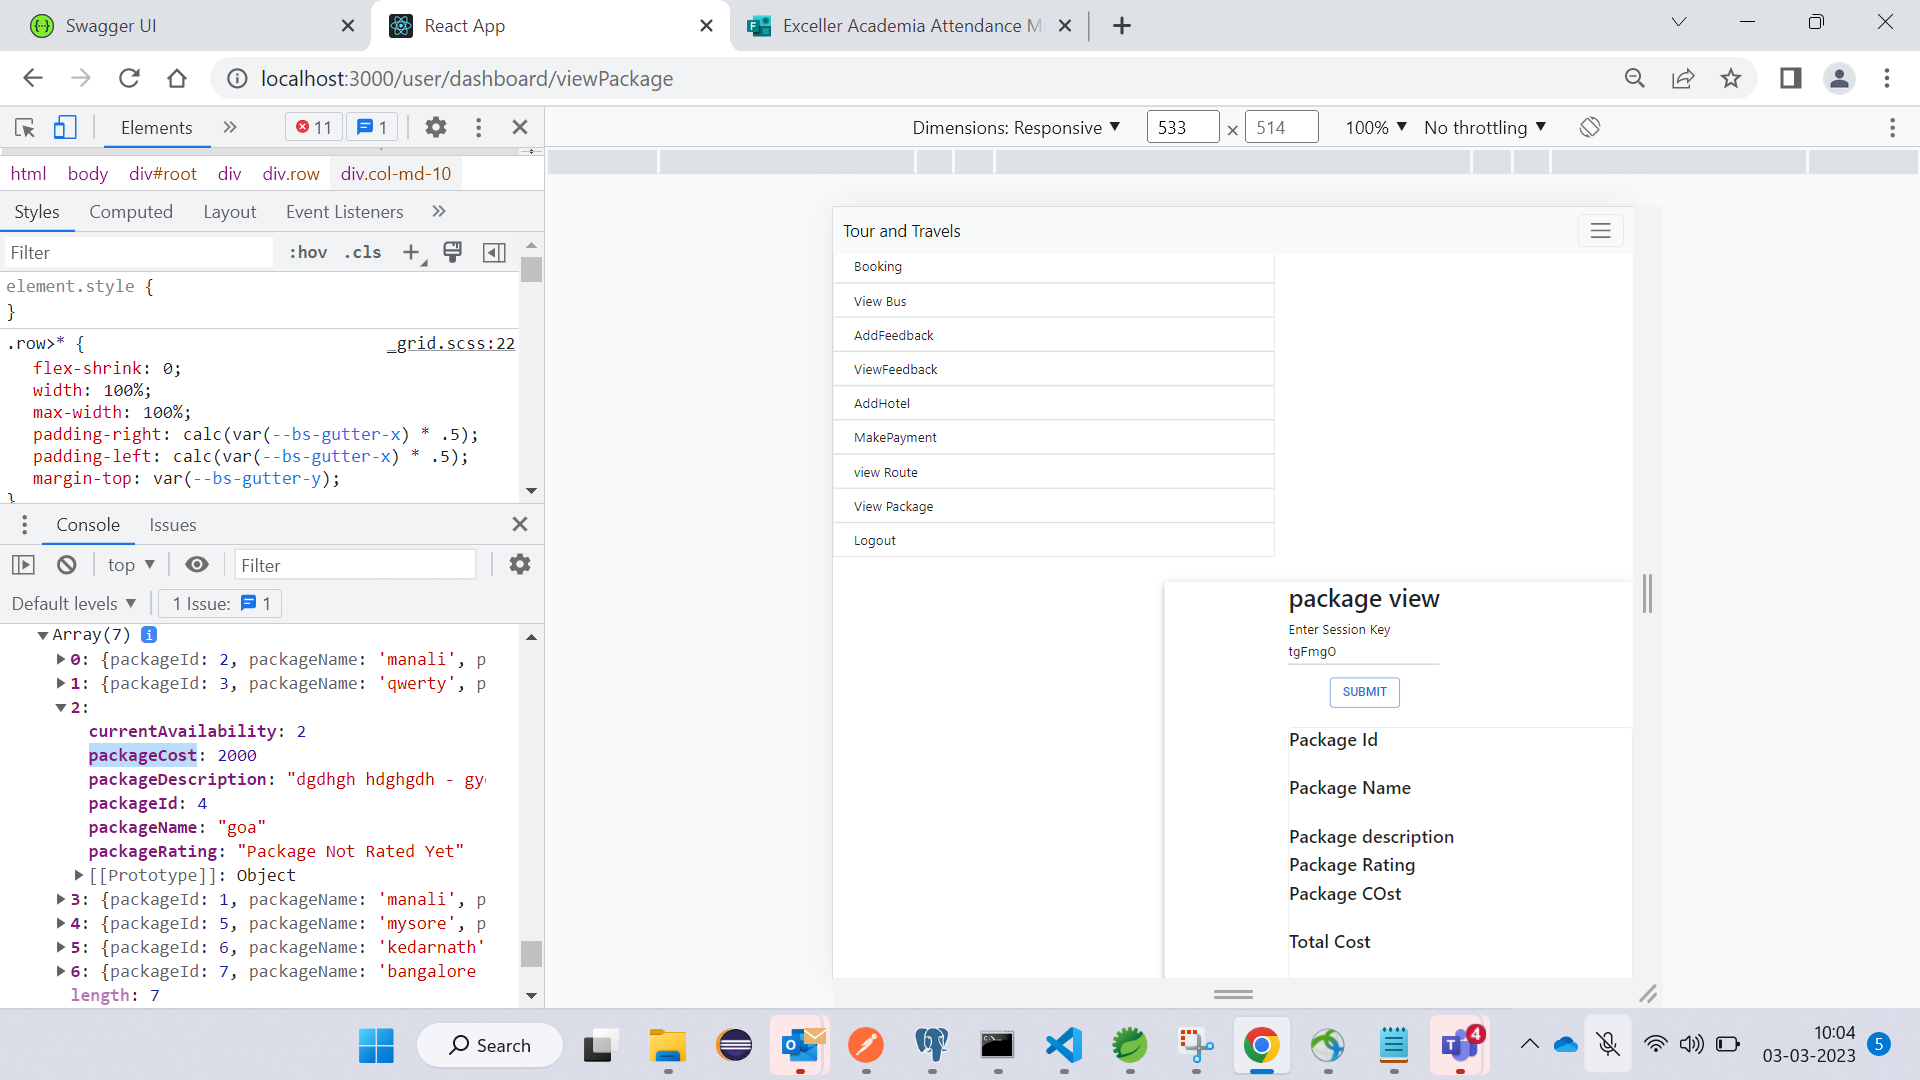 Swagger UI
React App
Exceller Academia Attendance M
localhost:3000/user/dashboard/viewPackage
Elements
11
1
Dimensions: Responsive
533
×
514
100%
No throttling
html body div#root div div.row div.col-md-10
Styles Computed Layout Event Listeners
Filter
:hov .cls
element.style {
}
.row>* {
_grid.scss:22
flex-shrink: 0;
width: 100%;
max-width: 100%;
padding-right: calc(var(--bs-gutter-x) * .5);
padding-left: calc(var(--bs-gutter-x) * .5);
margin-top: var(--bs-gutter-y);
}
Console Issues
top
Filter
Default levels
1 Issue: 1
Array(7)
0: {packageId: 2, packageName: 'manali', p
1: {packageId: 3, packageName: 'qwerty', p
2:
currentAvailability: 2
packageCost: 2000
packageDescription: "dgdhgh hdghgdh - gy
packageId: 4
packageName: "goa"
packageRating: "Package Not Rated Yet"
[[Prototype]]: Object
3: {packageId: 1, packageName: 'manali', p
4: {packageId: 5, packageName: 'mysore', p
5: {packageId: 6, packageName: 'kedarnath'
6: {packageId: 7, packageName: 'bangalore
length: 7
Tour and Travels
Booking
View Bus
AddFeedback
ViewFeedback
AddHotel
MakePayment
view Route
View Package
Logout
package view
Enter Session Key
tgFmgO
SUBMIT
Package Id
Package Name
Package description
Package Rating
Package COst
Total Cost
Search
4
10:04
03-03-2023
5